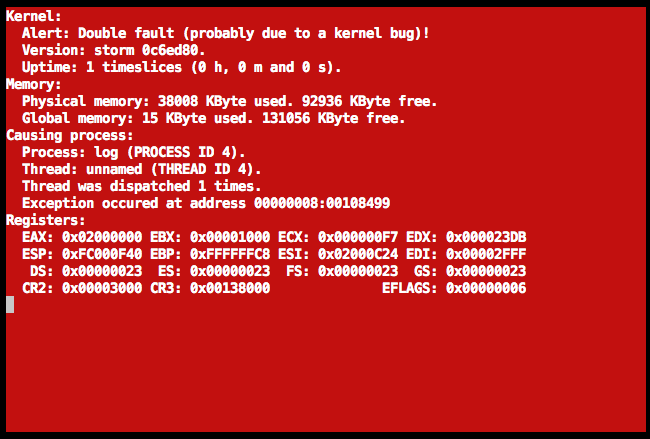 Kernel:
Alert: Double fault (probably due to a kernel bug)!
Version: storm 0c6ed80.
Uptime: 1 timeslices (0 h, 0 m and 0 s).
Memory:
Physical memory: 38008 KByte used. 92936 KByte free.
Global memory: 15 KByte used. 131056 KByte free.
Causing process:
Process: log (PROCESS ID 4).
Thread: unnamed (THREAD ID 4).
Thread was dispatched 1 times.
Exception occured at address 00000008:00108499
Registers:
EAX: 0x02000000 EBX: 0x00001000 ECX: 0x000000F7 EDX: 0x000023DB
ESP: 0xFC000F40 EBP: 0xFFFFFFC8 ESI: 0x02000C24 EDI: 0x00002FFF
DS: 0x00000023 ES: 0x00000023 FS: 0x00000023 GS: 0x00000023
CR2: 0x00003000 CR3: 0x00138000 EFLAGS: 0x00000006